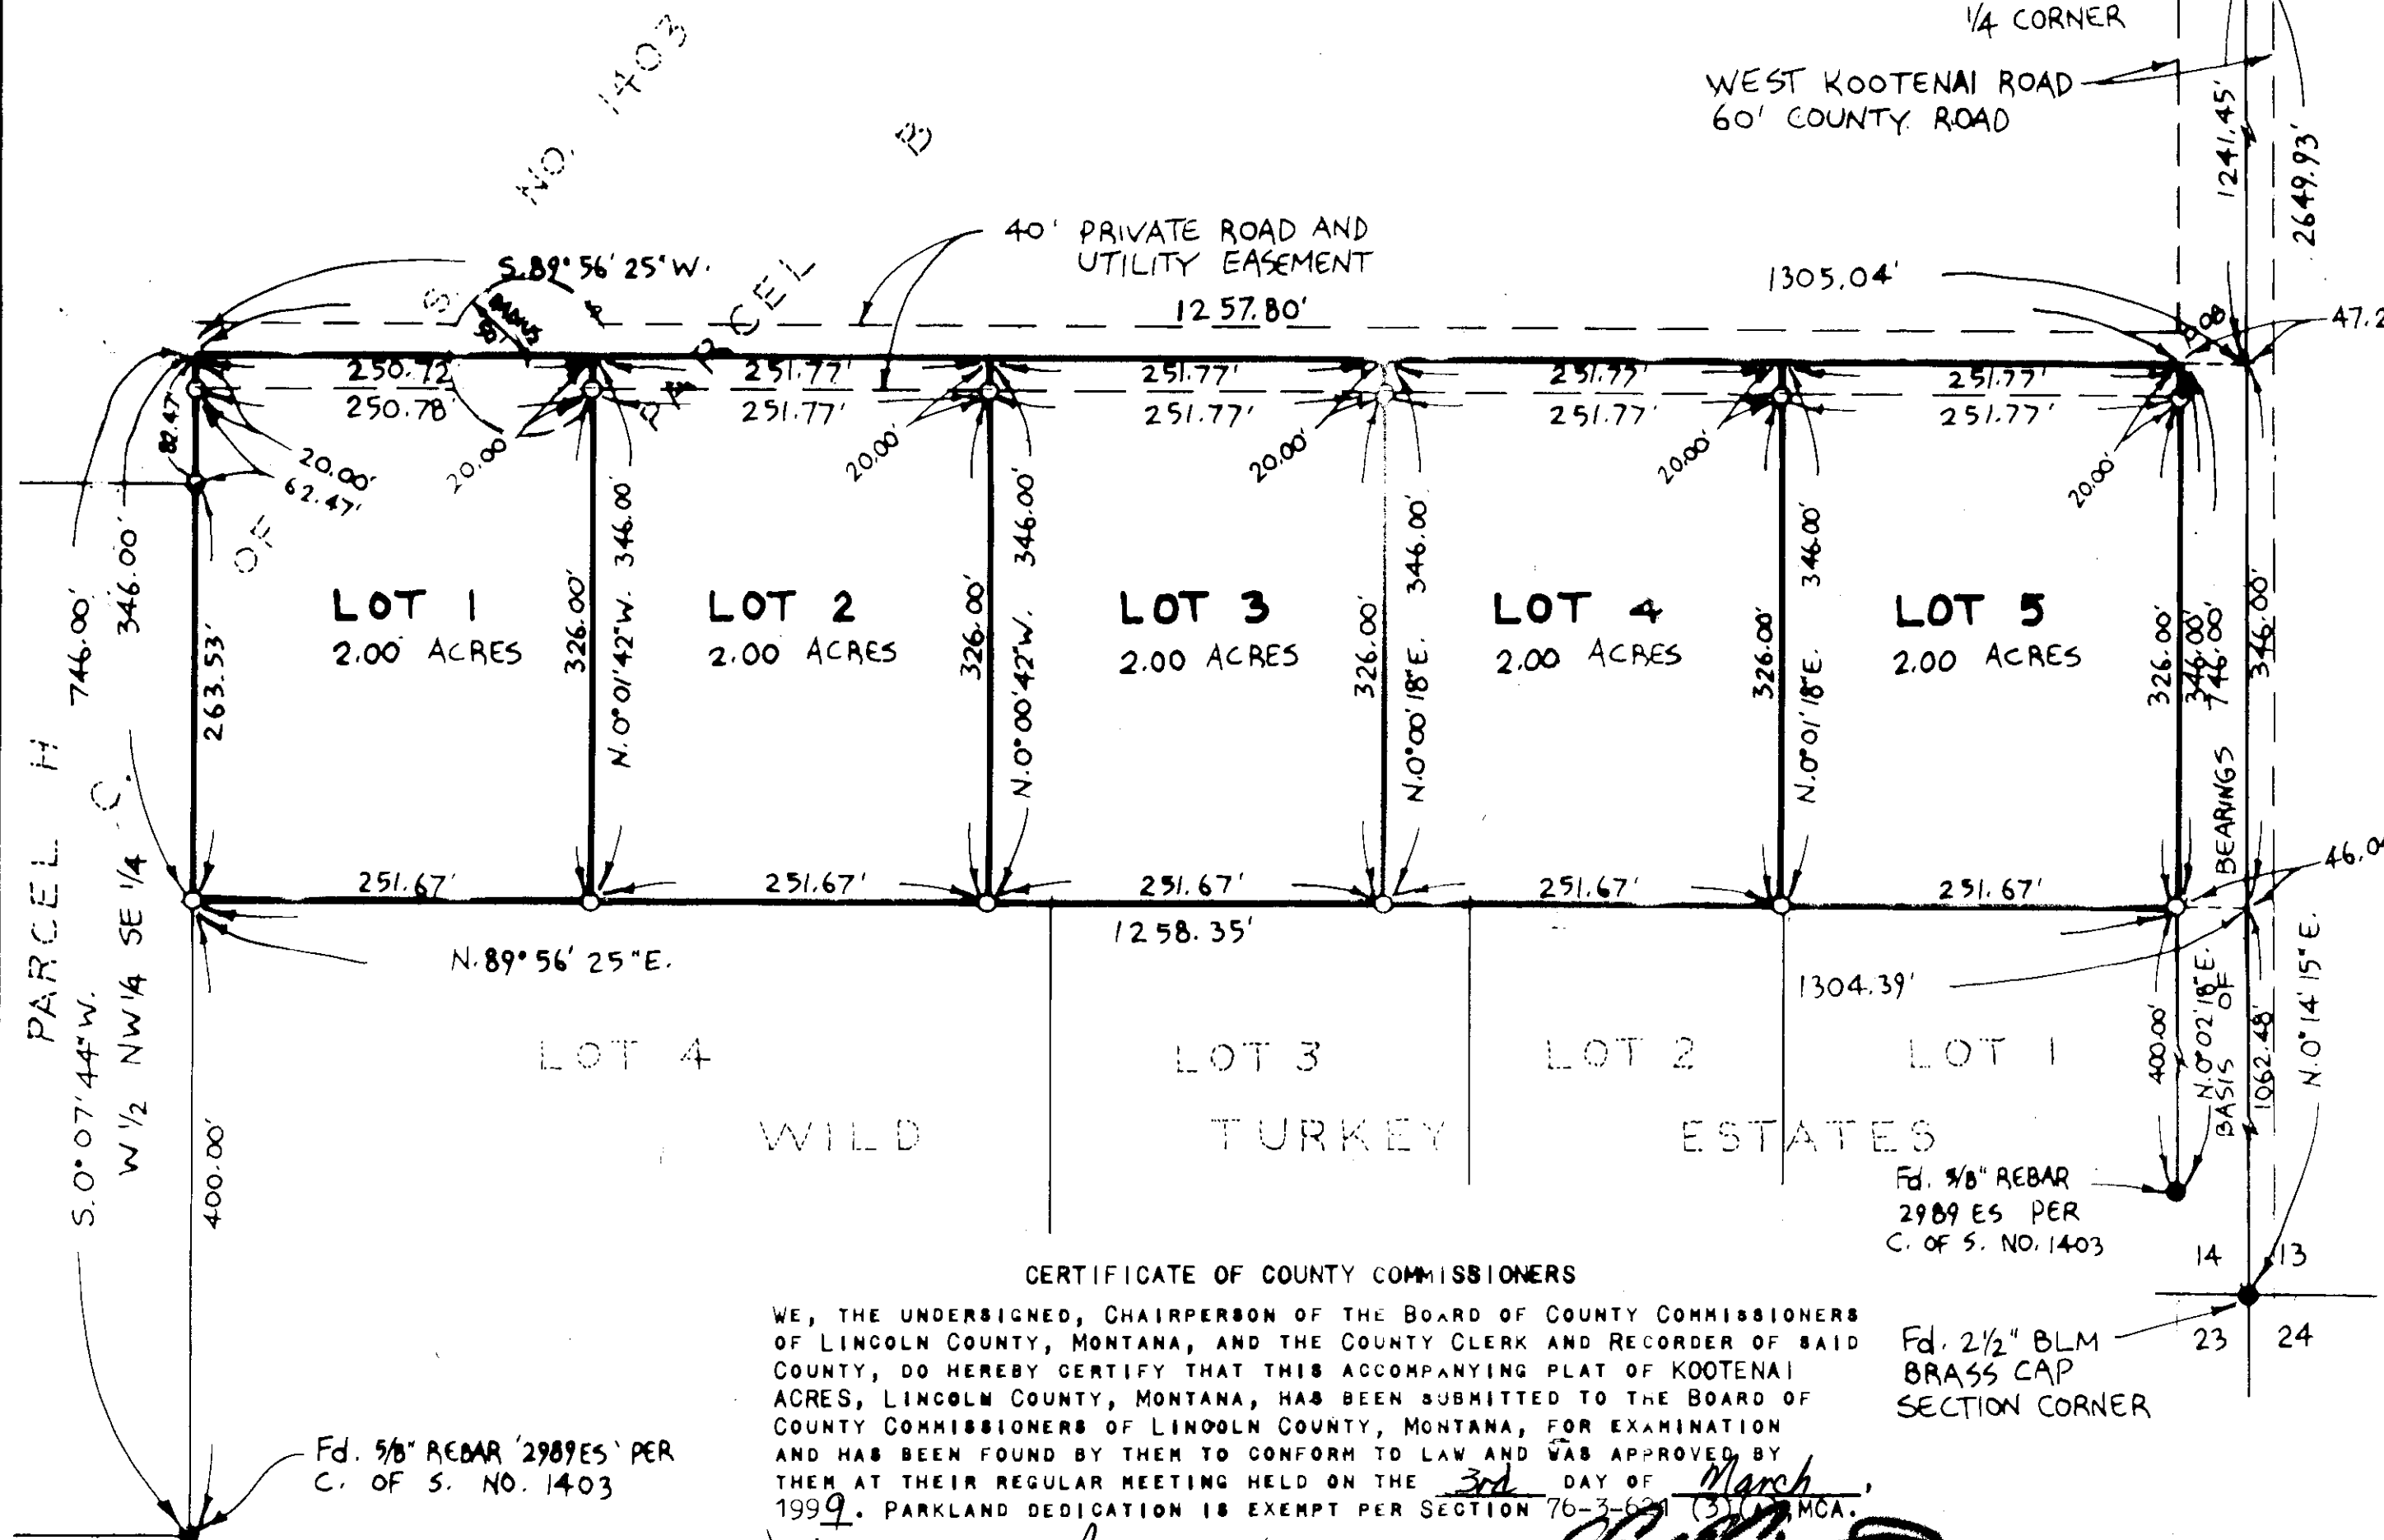 1/4 CORNER
WEST KOOTENAI ROAD
60' COUNTY ROAD
1241.45'
2649.93'
NO. 1403
B
PARCEL
OF
S.
C.
S.89°56'25"W.
40' PRIVATE ROAD AND
UTILITY EASEMENT
1257.80'
1305.04'
250.72'
251.77'
251.77'
251.77'
251.77'
250.78'
251.77'
251.77'
251.77'
251.77'
82.47'
20.00'
62.47'
20.00'
20.00'
20.00'
20.00'
20.00'
746.00'
346.00'
263.53'
LOT 1
2.00 ACRES
326.00'
N.0°01'42"W. 346.00'
LOT 2
2.00 ACRES
326.00'
N.0°00'42"W. 346.00'
LOT 3
2.00 ACRES
326.00'
N.0°00'18"E. 346.00'
LOT 4
2.00 ACRES
326.00'
N.0°01'18"E. 346.00'
LOT 5
2.00 ACRES
326.00'
346.00'
746.00'
346.00'
251.67'
251.67'
251.67'
251.67'
251.67'
N.89°56'25"E.
1258.35'
1304.39'
PARCEL H
S.0°07'44"W.
W 1/2 NW 1/4 SE 1/4
400.00'
LOT 4
LOT 3
LOT 2
LOT 1
WILD TURKEY ESTATES
400.00'
N.0°02'18"E.
BASIS OF BEARINGS
1062.48'
N.0°14'15"E.
Fd. 5/8" REBAR
2989 ES PER
C. OF S. NO. 1403
14 13
23 24
Fd. 2 1/2" BLM
BRASS CAP
SECTION CORNER
Fd. 5/8" REBAR '2989ES' PER
C. OF S. NO. 1403
CERTIFICATE OF COUNTY COMMISSIONERS
WE, THE UNDERSIGNED, CHAIRPERSON OF THE BOARD OF COUNTY COMMISSIONERS
OF LINCOLN COUNTY, MONTANA, AND THE COUNTY CLERK AND RECORDER OF SAID
COUNTY, DO HEREBY CERTIFY THAT THIS ACCOMPANYING PLAT OF KOOTENAI
ACRES, LINCOLN COUNTY, MONTANA, HAS BEEN SUBMITTED TO THE BOARD OF
COUNTY COMMISSIONERS OF LINCOLN COUNTY, MONTANA, FOR EXAMINATION
AND HAS BEEN FOUND BY THEM TO CONFORM TO LAW AND WAS APPROVED BY
THEM AT THEIR REGULAR MEETING HELD ON THE 3rd DAY OF March,
1999. PARKLAND DEDICATION IS EXEMPT PER SECTION 76-3-621 (3) MCA.